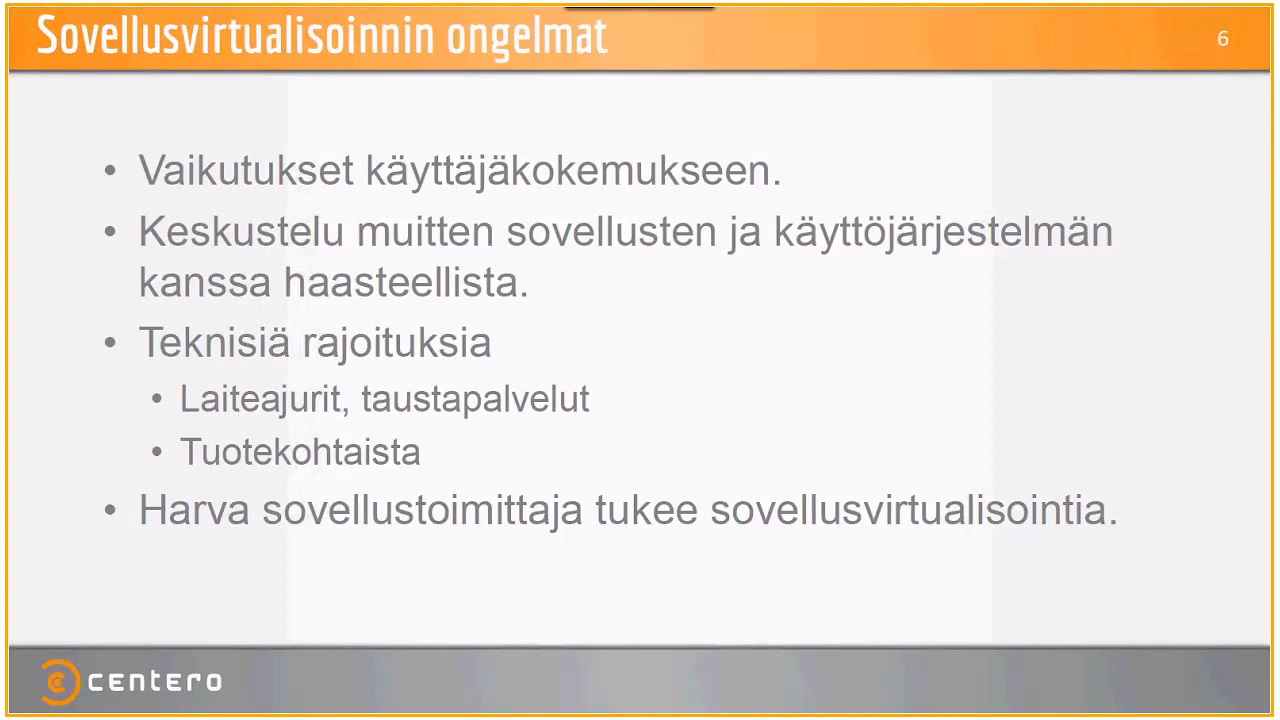 Sovellusvirtualisoinnin ongelmat
6
• Vaikutukset käyttäjäkokemukseen.
• Keskustelu muitten sovellusten ja käyttöjärjestelmän
kanssa haasteellista.
• Teknisiä rajoituksia
• Laiteajurit, taustapalvelut
• Tuotekohtaista
• Harva sovellustoimittaja tukee sovellusvirtualisointia.
centero